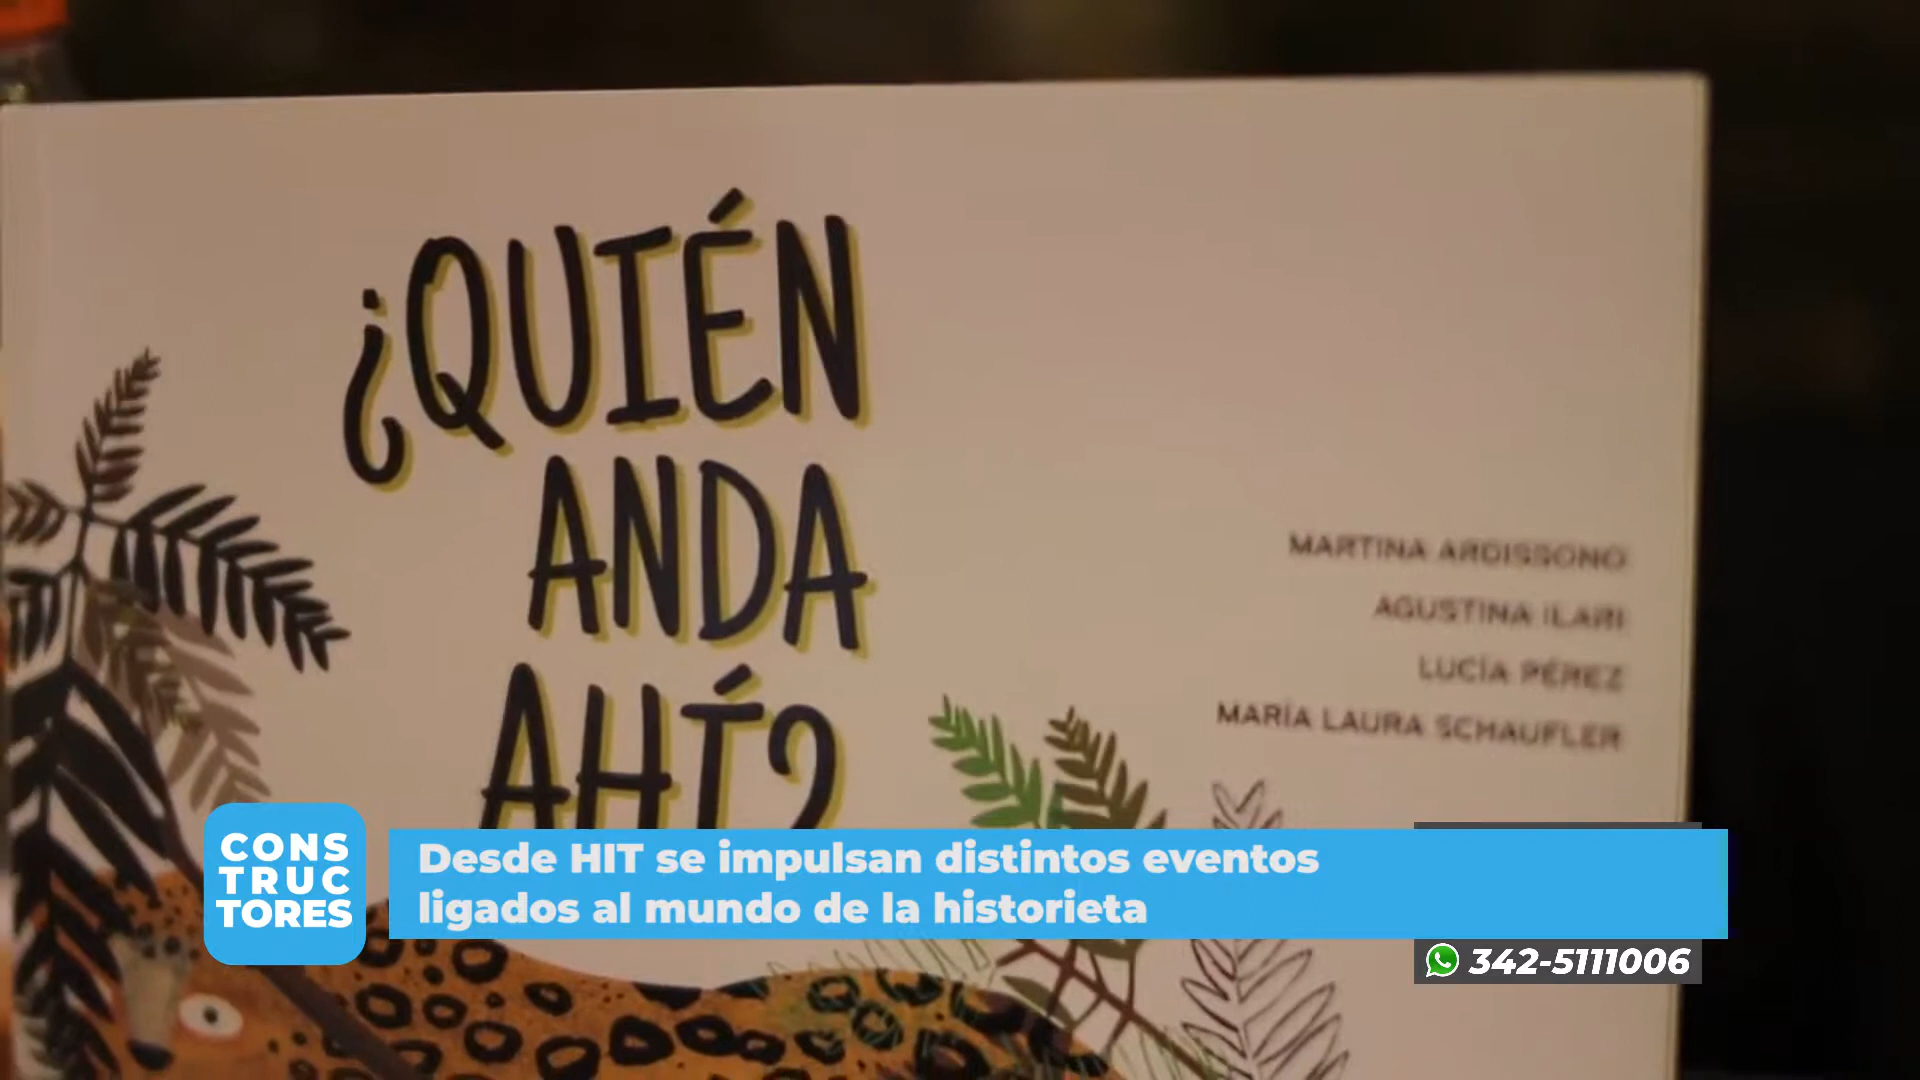 ¿QUIÉN
ANDA
AHÍ?
MARTINA ARDISSONO
AGUSTINA ILARI
LUCÍA PÉREZ
MARÍA LAURA SCHAUFLER
CONS
TRUC
TORES
Desde HIT se impulsan distintos eventos
ligados al mundo de la historieta
342-5111006